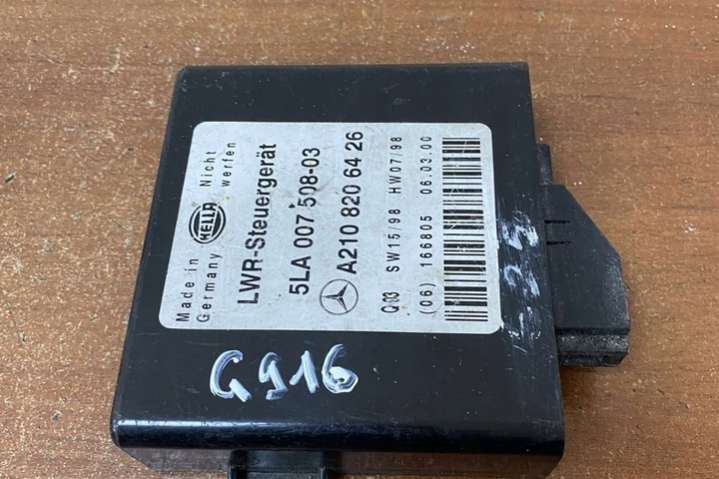 Made in
Germany
HELLA
Nicht
werfen
LWR-Steuergerät
5LA 007 508-03
A210 820 64 26
Q 03 SW15/98 HW07/98
(06) 166805 06.03.00
G916